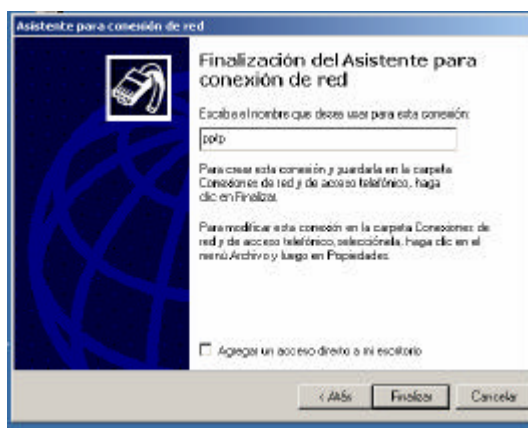 Asistente para conexión de red
Finalización del Asistente para
conexión de red
Escriba el nombre que desea usar para esta conexión:
pptp
Para crear esta conexión y guardarla en la carpeta
Conexiones de red y de acceso telefónico, haga
clic en Finalizar.
Para modificar esta conexión en la carpeta Conexiones de
red y de acceso telefónico, selecciónela, haga clic en el
menú Archivo y luego en Propiedades.
Agregar un acceso directo a mi escritorio
< Atrás
Finalizar
Cancelar